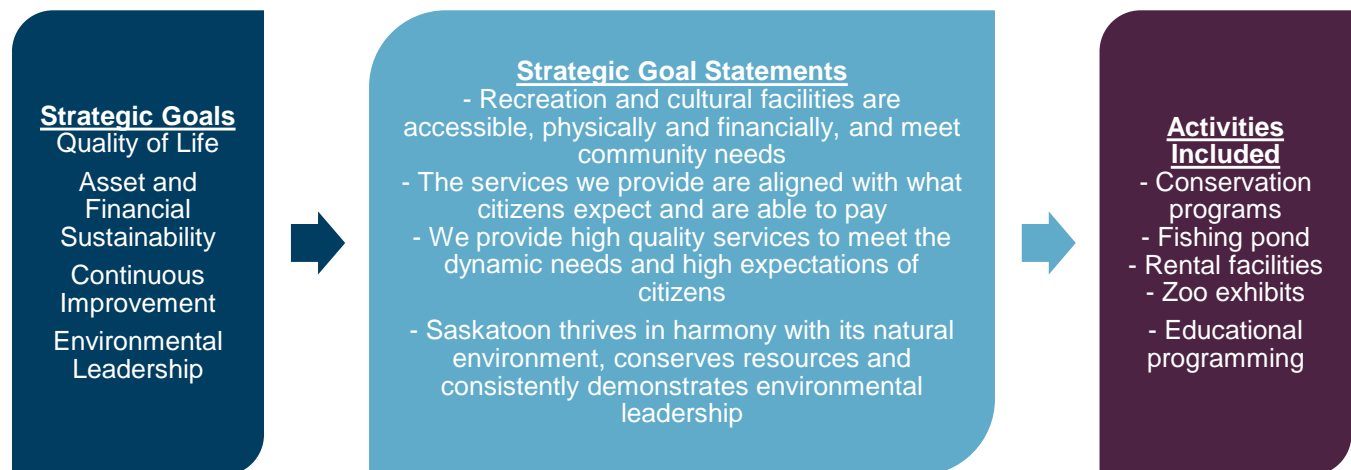 Strategic Goals
Quality of Life
Asset and
Financial
Sustainability
Continuous
Improvement
Environmental
Leadership
Strategic Goal Statements
- Recreation and cultural facilities are
accessible, physically and financially, and meet
community needs
- The services we provide are aligned with what
citizens expect and are able to pay
- We provide high quality services to meet the
dynamic needs and high expectations of
citizens
- Saskatoon thrives in harmony with its natural
environment, conserves resources and
consistently demonstrates environmental
leadership
Activities
Included
- Conservation
programs
- Fishing pond
- Rental facilities
- Zoo exhibits
- Educational
programming